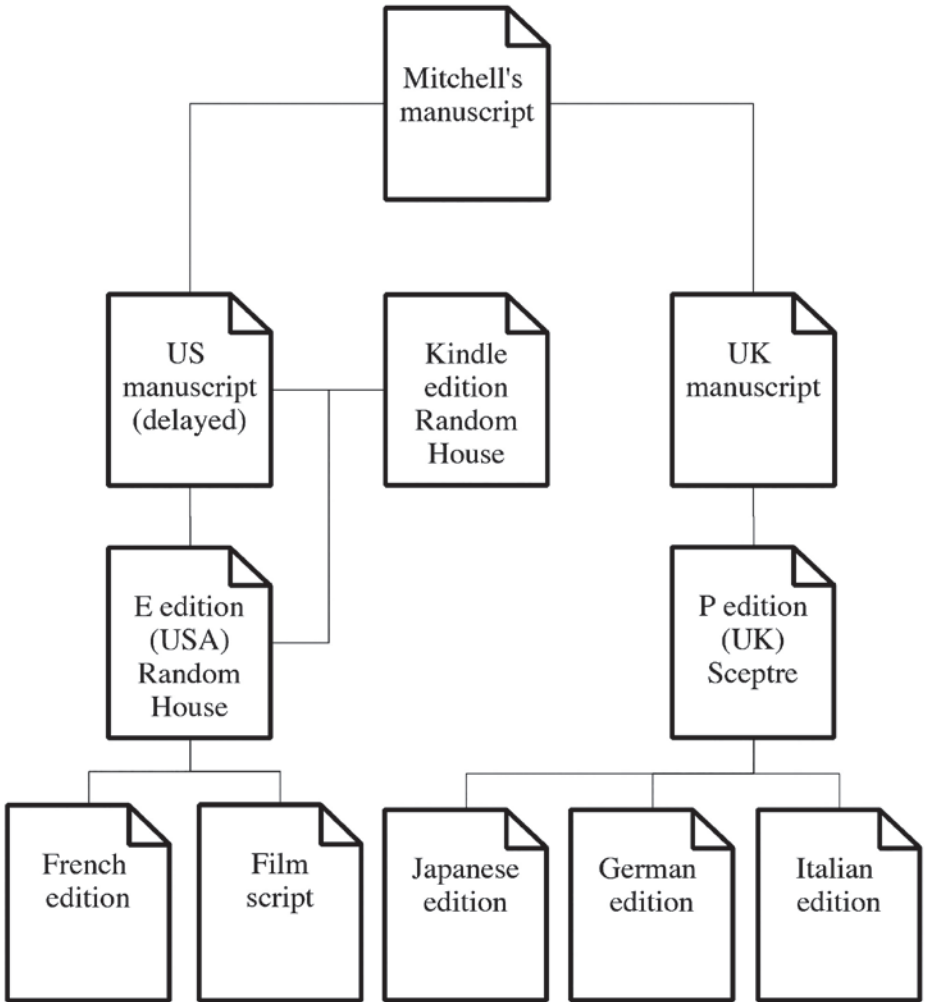 Mitchell's
manuscript
US
manuscript
(delayed)
Kindle
edition
Random
House
UK
manuscript
E edition
(USA)
Random
House
P edition
(UK)
Sceptre
French
edition
Film
script
Japanese
edition
German
edition
Italian
edition